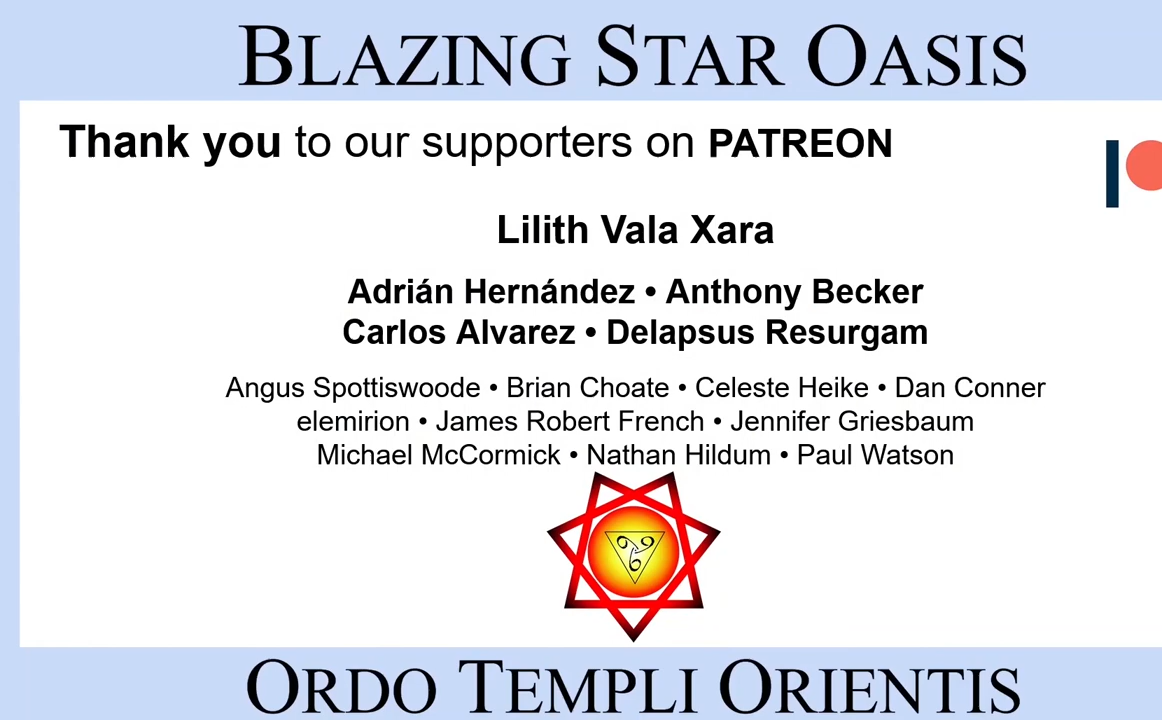 BLAZING STAR OASIS
Thank you to our supporters on PATREON
Lilith Vala Xara
Adrián Hernández • Anthony Becker
Carlos Alvarez • Delapsus Resurgam
Angus Spottiswoode • Brian Choate • Celeste Heike • Dan Conner
elemirion • James Robert French • Jennifer Griesbaum
Michael McCormick • Nathan Hildum • Paul Watson
ORDO TEMPLI ORIENTIS